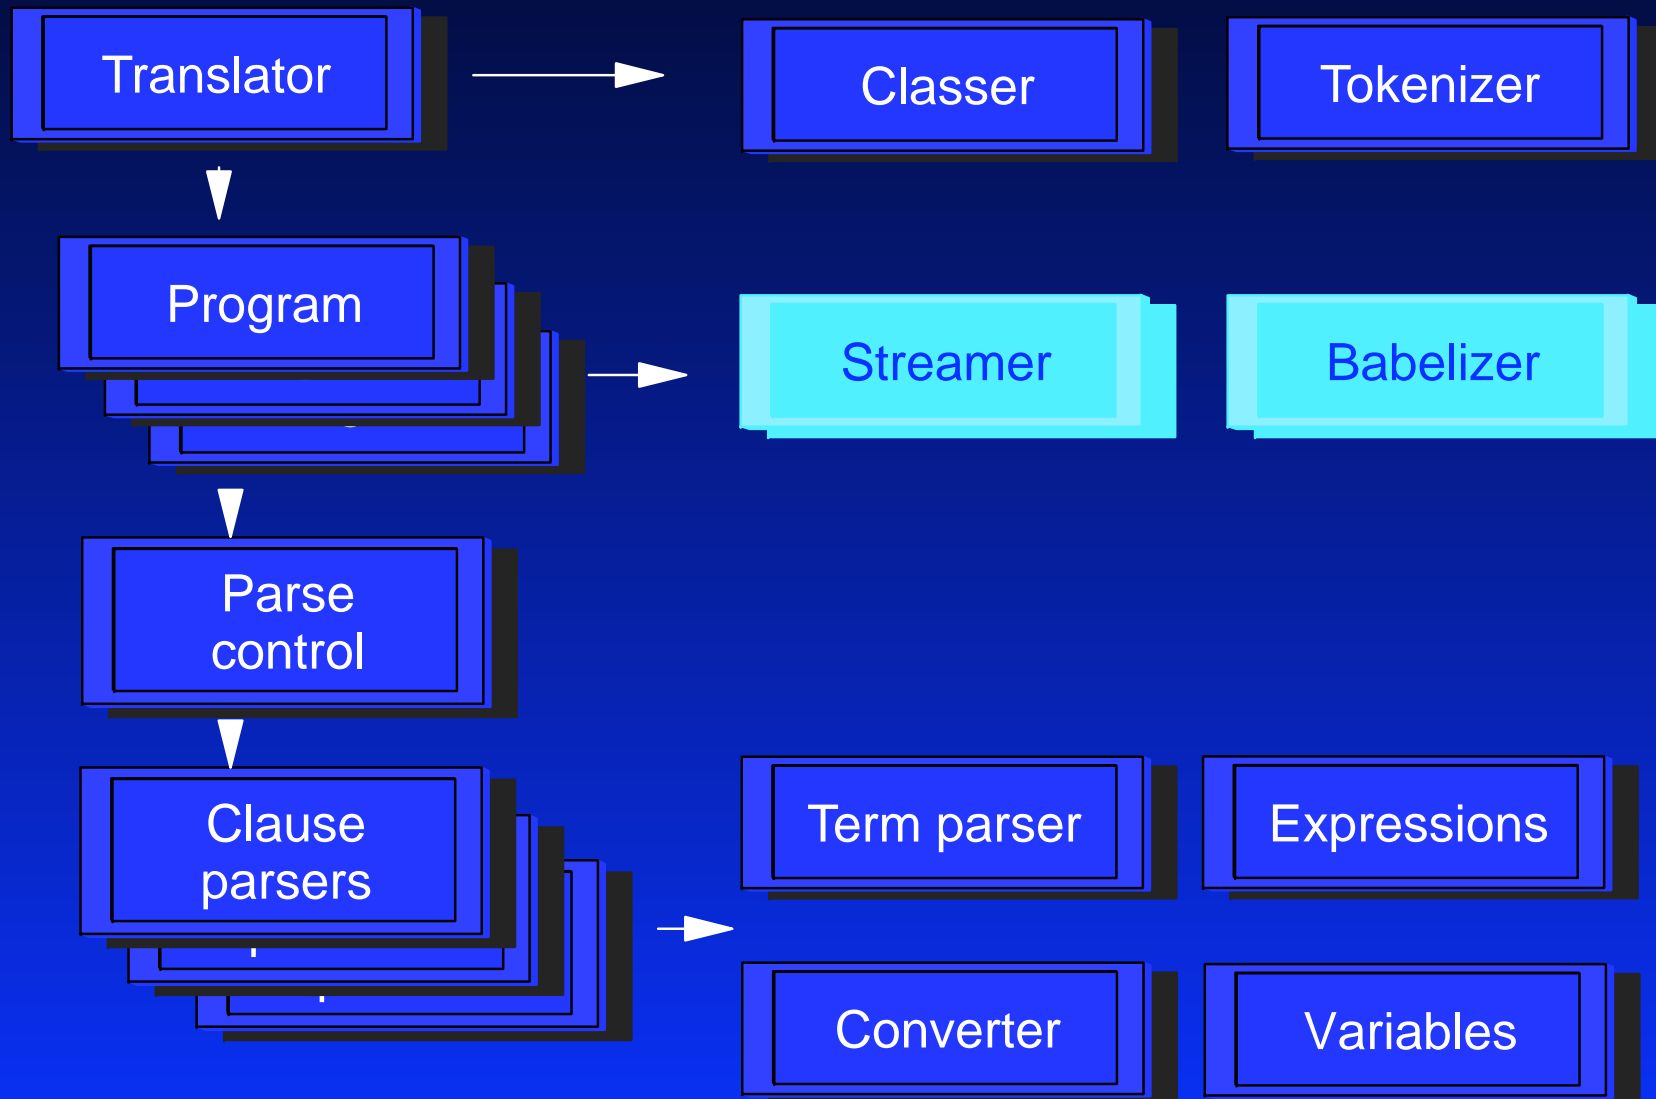 Translator
Classer
Tokenizer
Program
Streamer
Babelizer
Parse
control
Clause
parsers
Term parser
Expressions
Converter
Variables